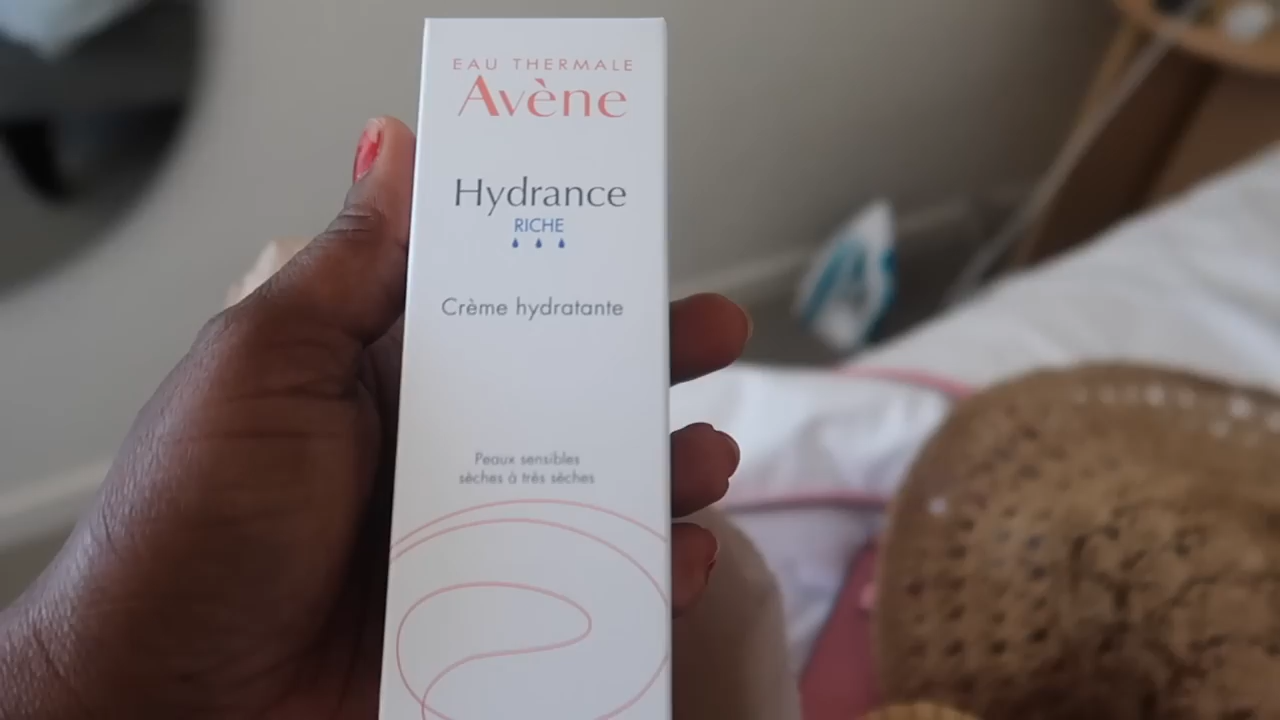 EAU THERMALE
Avène
Hydrance
RICHE
Crème hydratante
Peaux sensibles
sèches à très sèches